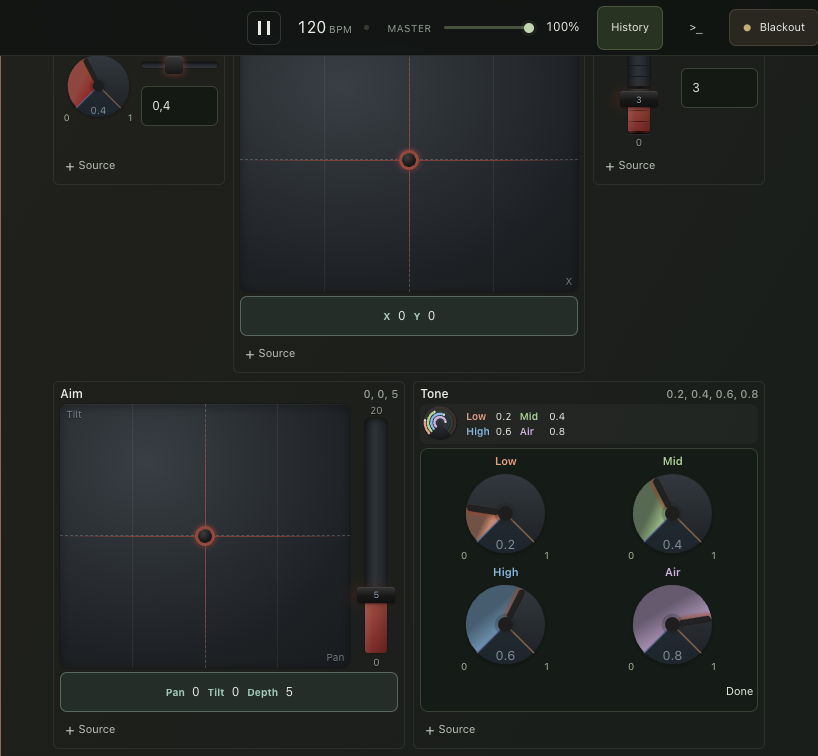 120 BPM MASTER 100% History >_ Blackout
0.4
0 1
0,4
+ Source
X
X 0 Y 0
+ Source
3
0
3
+ Source
Aim 0, 0, 5
Tilt
20
5
Pan
0
Pan 0 Tilt 0 Depth 5
+ Source
Tone 0.2, 0.4, 0.6, 0.8
Low 0.2 Mid 0.4
High 0.6 Air 0.8
Low Mid
0.2 0.4
0 1 0 1
High Air
0.6 0.8
0 1 0 1
Done
+ Source